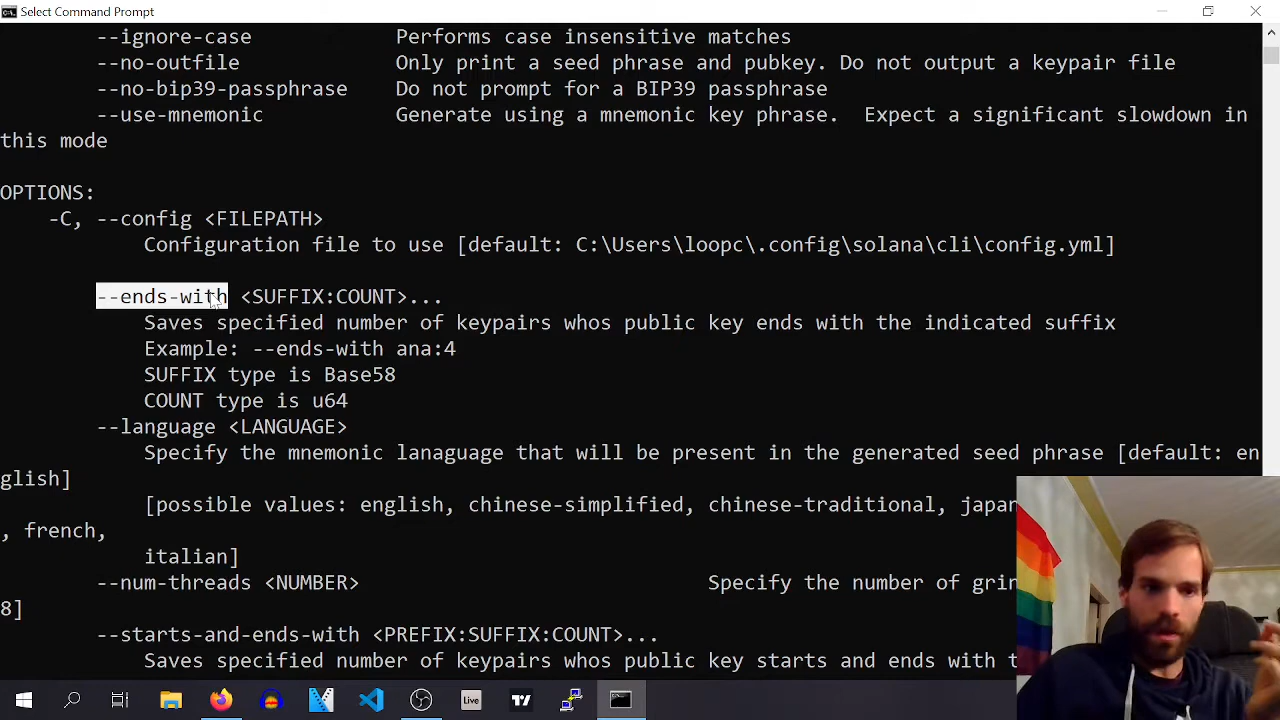 Select Command Prompt
--ignore-case Performs case insensitive matches
--no-outfile Only print a seed phrase and pubkey. Do not output a keypair file
--no-bip39-passphrase Do not prompt for a BIP39 passphrase
--use-mnemonic Generate using a mnemonic key phrase.  Expect a significant slowdown in
this mode
OPTIONS:
-C, --config <FILEPATH>
Configuration file to use [default: C:\Users\loopc\.config\solana\cli\config.yml]
--ends-with <SUFFIX:COUNT>...
Saves specified number of keypairs whos public key ends with the indicated suffix
Example: --ends-with ana:4
SUFFIX type is Base58
COUNT type is u64
--language <LANGUAGE>
Specify the mnemonic lanaguage that will be present in the generated seed phrase [default: en
glish]
[possible values: english, chinese-simplified, chinese-traditional, japan
, french,
italian]
--num-threads <NUMBER> Specify the number of grin
8]
--starts-and-ends-with <PREFIX:SUFFIX:COUNT>...
Saves specified number of keypairs whos public key starts and ends with t
Live